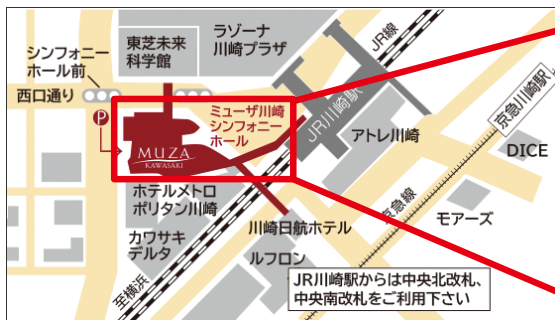 ラゾーナ
川崎プラザ
東芝未来
科学館
シンフォニー
ホール前
西口通り
P
ミューザ川崎
シンフォニー
ホール
MUZA
KAWASAKI
JR線
JR川崎駅
アトレ川崎
京急川崎駅
DICE
ホテルメトロ
ポリタン川崎
カワサキ
デルタ
川崎日航ホテル
ルフロン
京急線
モアーズ
至横浜
JR川崎駅からは中央北改札、
中央南改札をご利用下さい